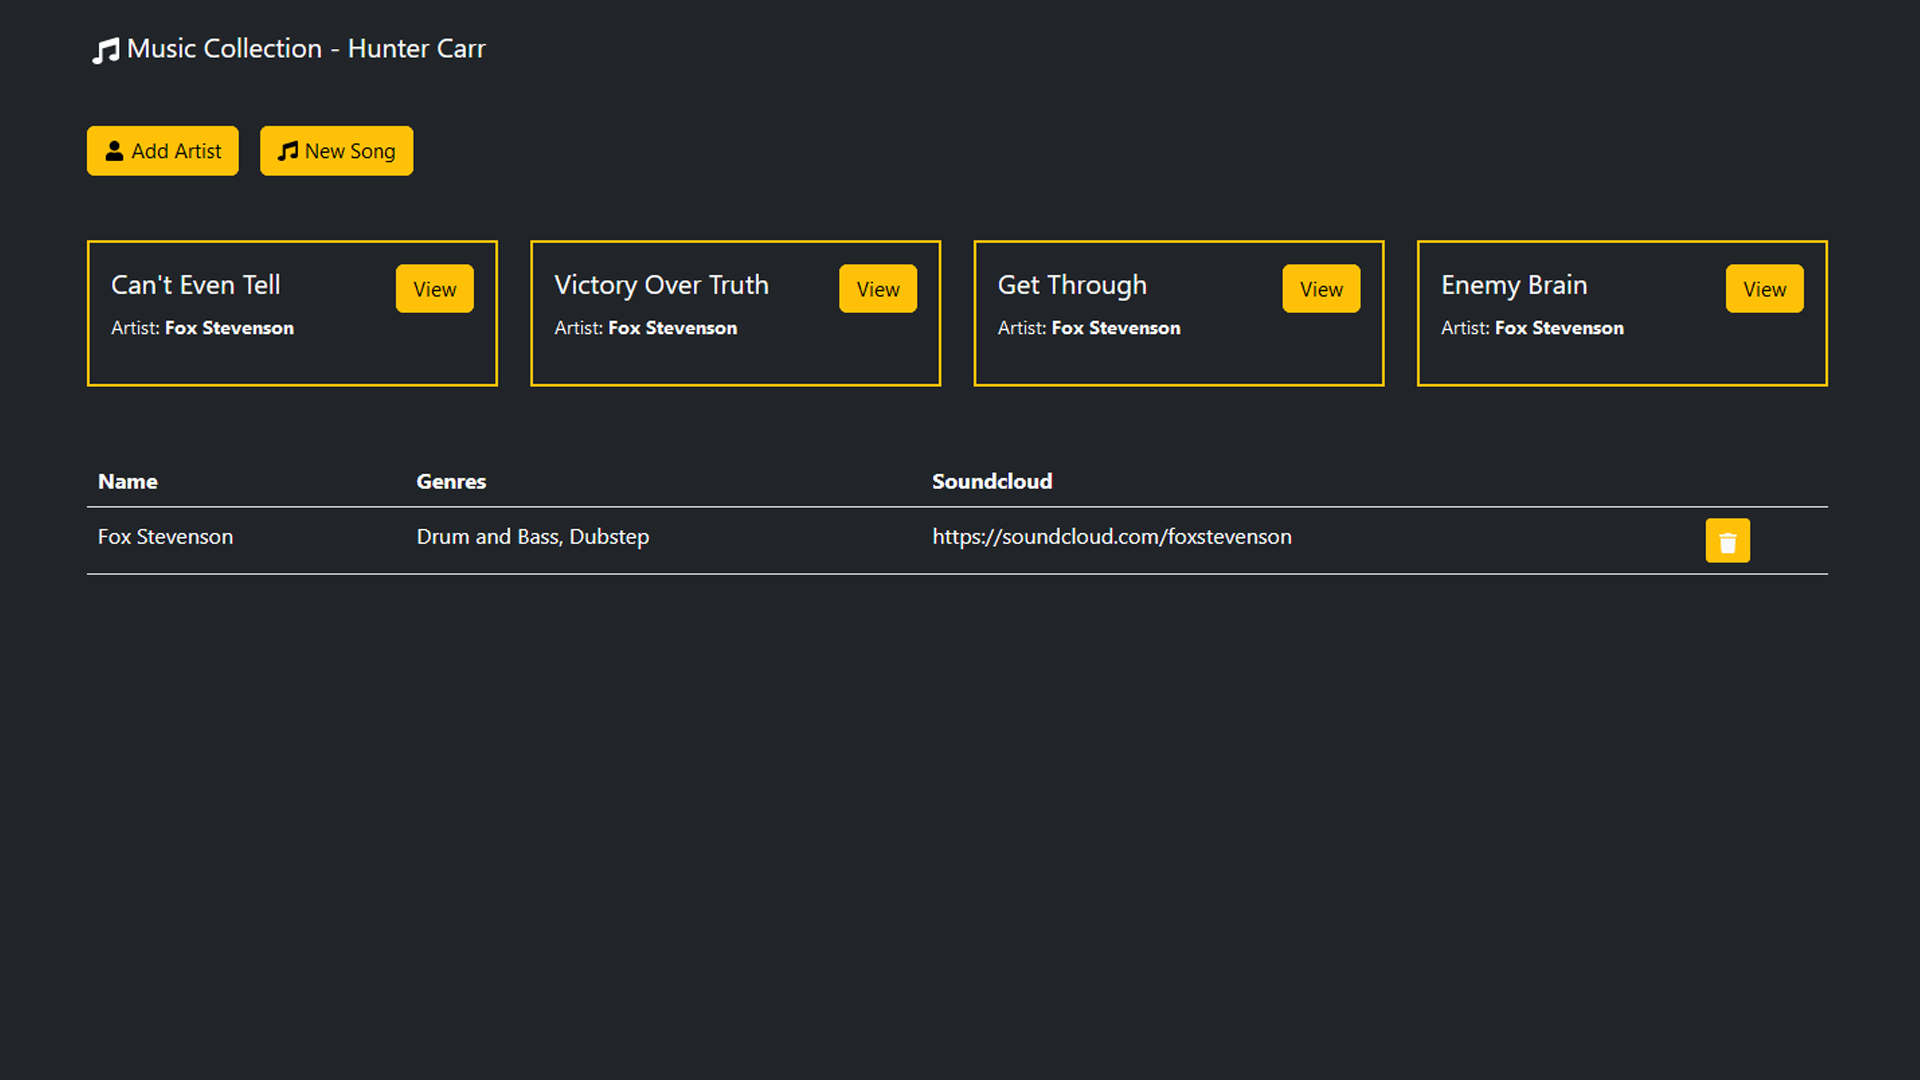 Music Collection - Hunter Carr
Add Artist
New Song
Can't Even Tell
View
Artist: Fox Stevenson
Victory Over Truth
View
Artist: Fox Stevenson
Get Through
View
Artist: Fox Stevenson
Enemy Brain
View
Artist: Fox Stevenson
Name Genres Soundcloud
Fox Stevenson Drum and Bass, Dubstep https://soundcloud.com/foxstevenson